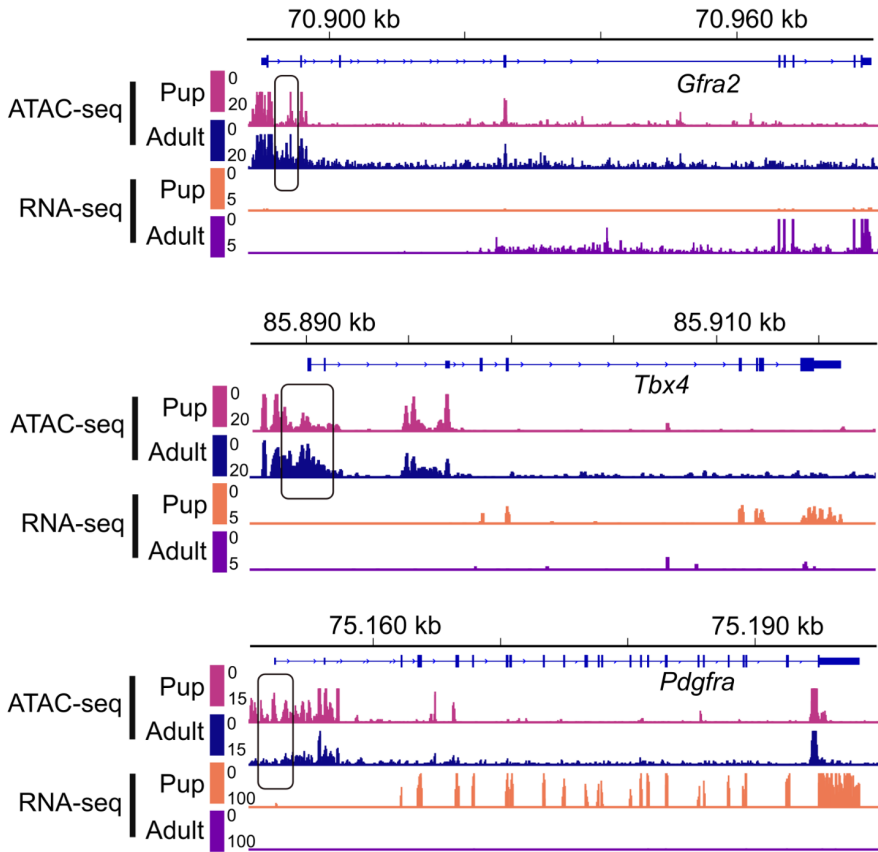 70.900 kb 70.960 kb
Gfra2
ATAC-seq Pup 0 20
Adult 0 20
RNA-seq Pup 0 5
Adult 0 5
85.890 kb 85.910 kb
Tbx4
ATAC-seq Pup 0 20
Adult 0 20
RNA-seq Pup 0 5
Adult 0 5
75.160 kb 75.190 kb
Pdgfra
ATAC-seq Pup 0 15
Adult 0 15
RNA-seq Pup 0 100
Adult 0 100